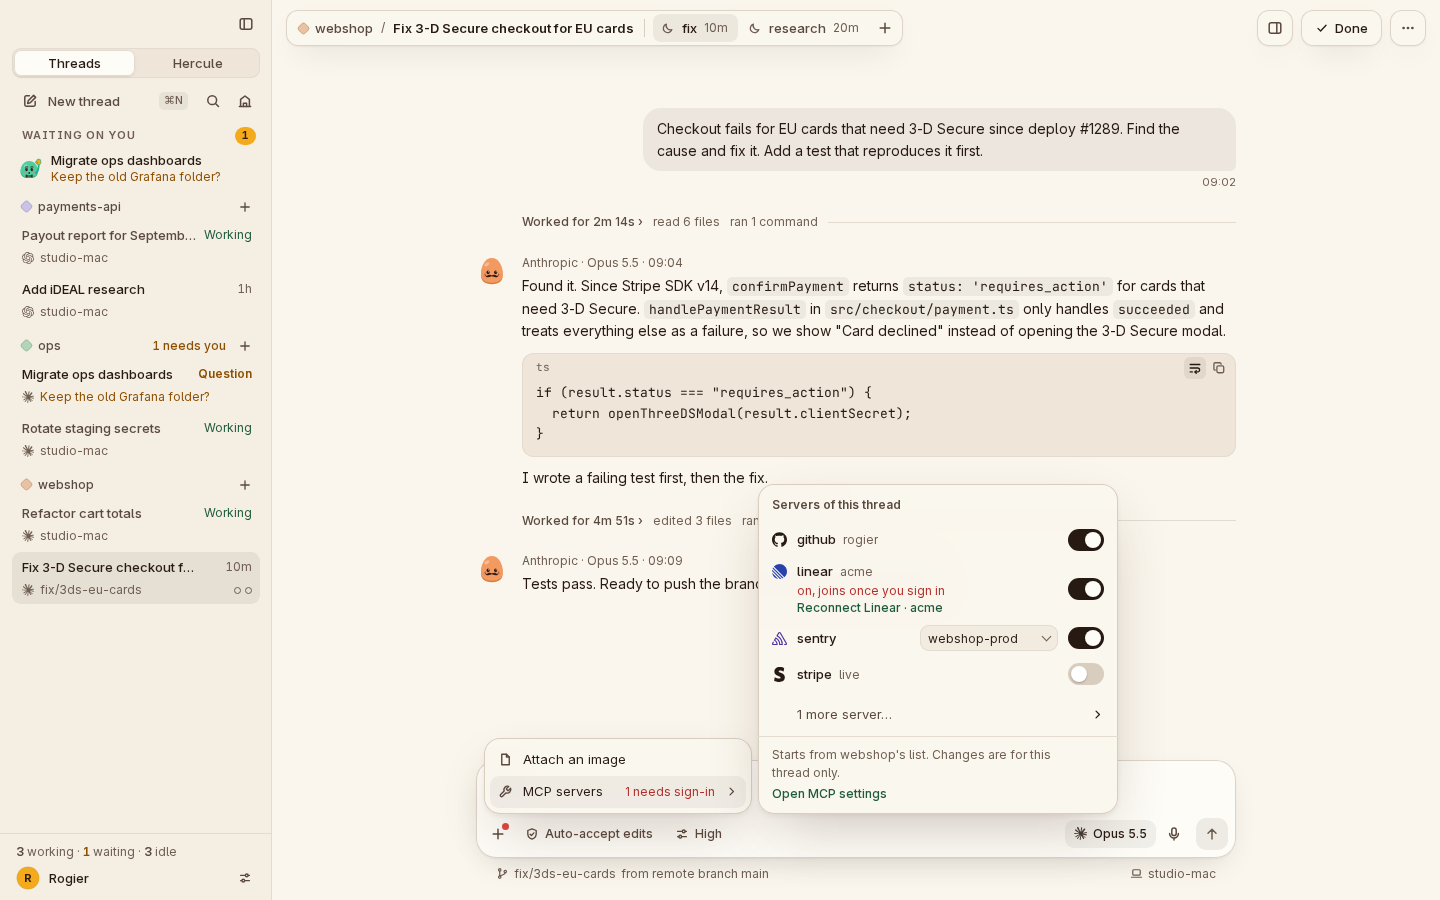 webshop / Fix 3-D Secure checkout for EU cards
fix 10m
research 20m
Done
Threads
Hercule
New thread
⌘N
WAITING ON YOU
1
Migrate ops dashboards
Keep the old Grafana folder?
payments-api
Payout report for Septemb… Working
studio-mac
Add iDEAL research 1h
studio-mac
ops 1 needs you
Migrate ops dashboards Question
Keep the old Grafana folder?
Rotate staging secrets Working
studio-mac
webshop
Refactor cart totals Working
studio-mac
Fix 3-D Secure checkout f… 10m
fix/3ds-eu-cards
3 working · 1 waiting · 3 idle
R
Rogier
Checkout fails for EU cards that need 3-D Secure since deploy #1289. Find the
cause and fix it. Add a test that reproduces it first.
09:02
Worked for 2m 14s › read 6 files ran 1 command
Anthropic · Opus 5.5 · 09:04
Found it. Since Stripe SDK v14, confirmPayment returns status: 'requires_action' for cards that
need 3-D Secure. handlePaymentResult in src/checkout/payment.ts only handles succeeded and
treats everything else as a failure, so we show "Card declined" instead of opening the 3-D Secure modal.
ts
if (result.status === "requires_action") {
return openThreeDSModal(result.clientSecret);
}
I wrote a failing test first, then the fix.
Worked for 4m 51s › edited 3 files ran
Anthropic · Opus 5.5 · 09:09
Tests pass. Ready to push the branc
Servers of this thread
github rogier
linear acme
on, joins once you sign in
Reconnect Linear · acme
sentry webshop-prod
stripe live
1 more server…
Starts from webshop's list. Changes are for this
thread only.
Open MCP settings
Attach an image
MCP servers 1 needs sign-in
Auto-accept edits
High
Opus 5.5
fix/3ds-eu-cards from remote branch main
studio-mac